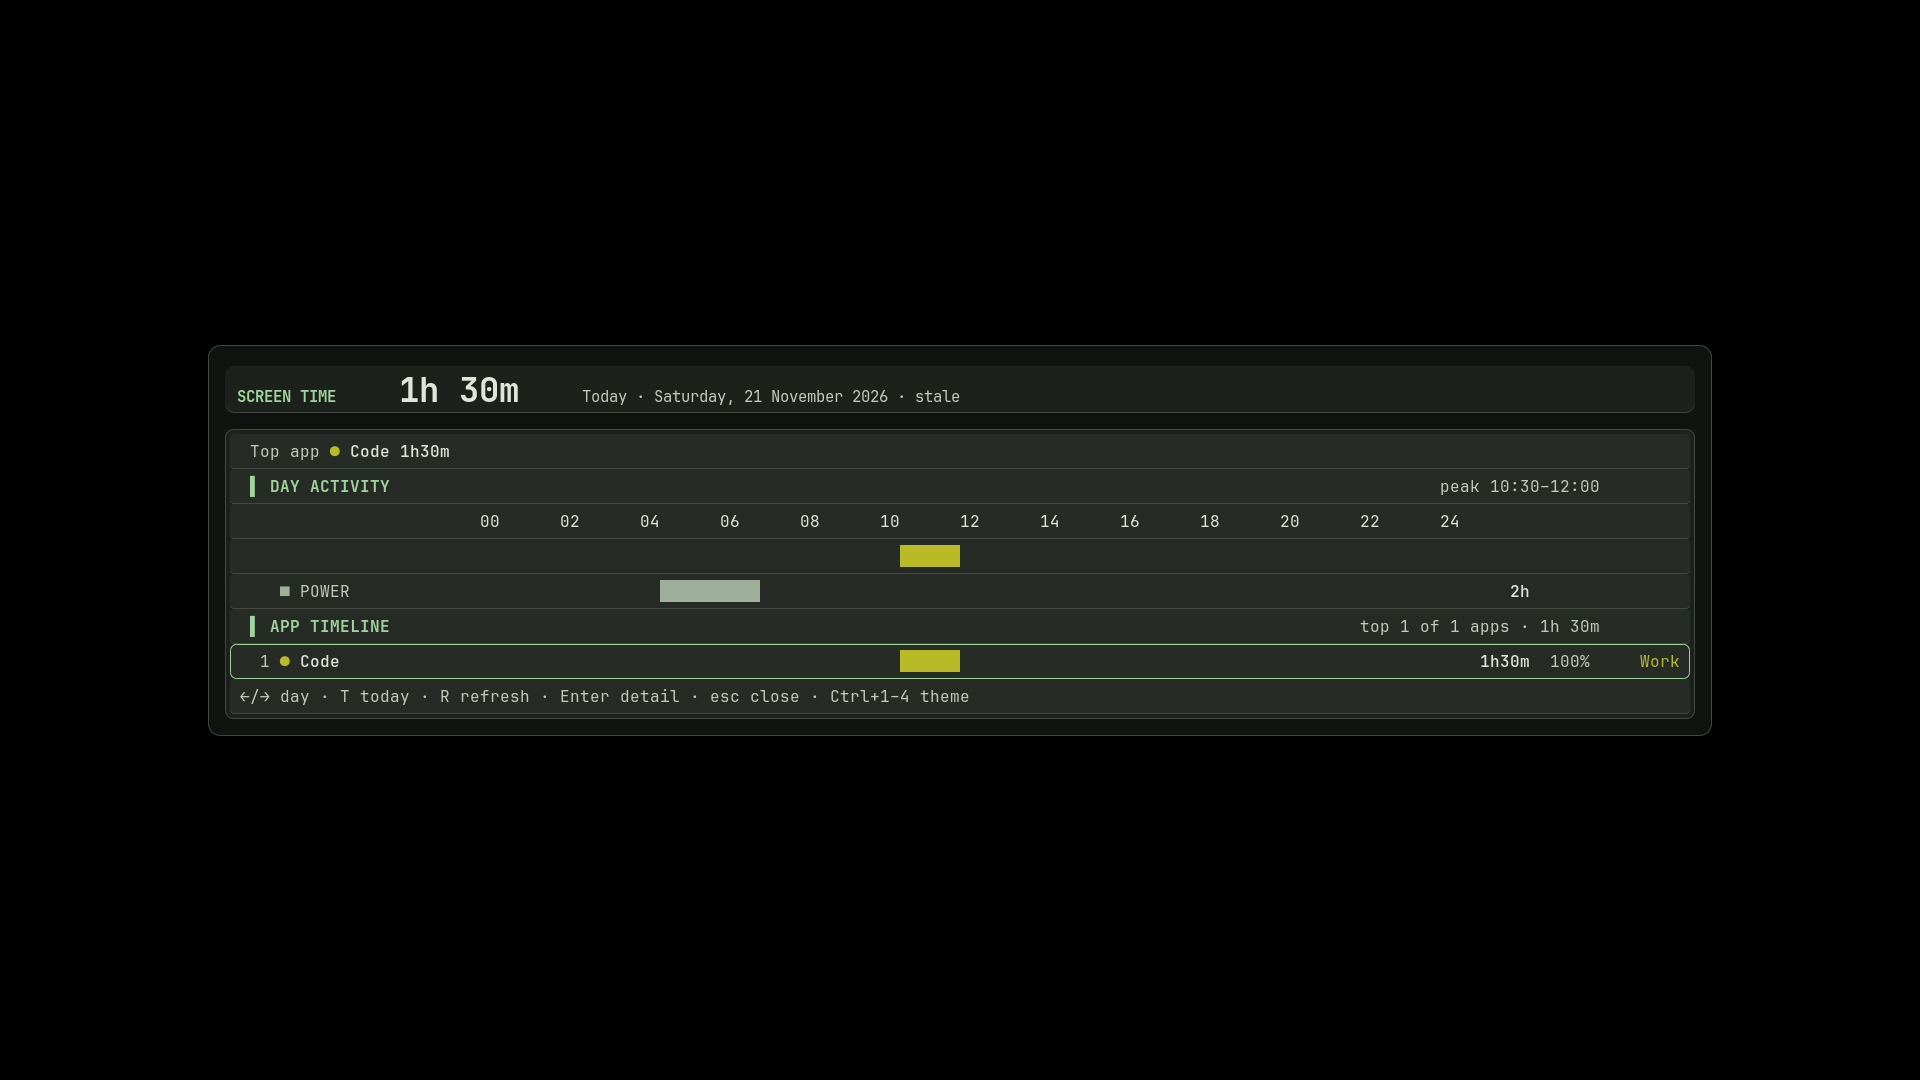 SCREEN TIME 1h 30m Today · Saturday, 21 November 2026 · stale
Top app ● Code 1h30m
DAY ACTIVITY peak 10:30–12:00
00 02 04 06 08 10 12 14 16 18 20 22 24
■ POWER 2h
APP TIMELINE top 1 of 1 apps · 1h 30m
1 ● Code 1h30m 100% Work
←/→ day · T today · R refresh · Enter detail · esc close · Ctrl+1–4 theme